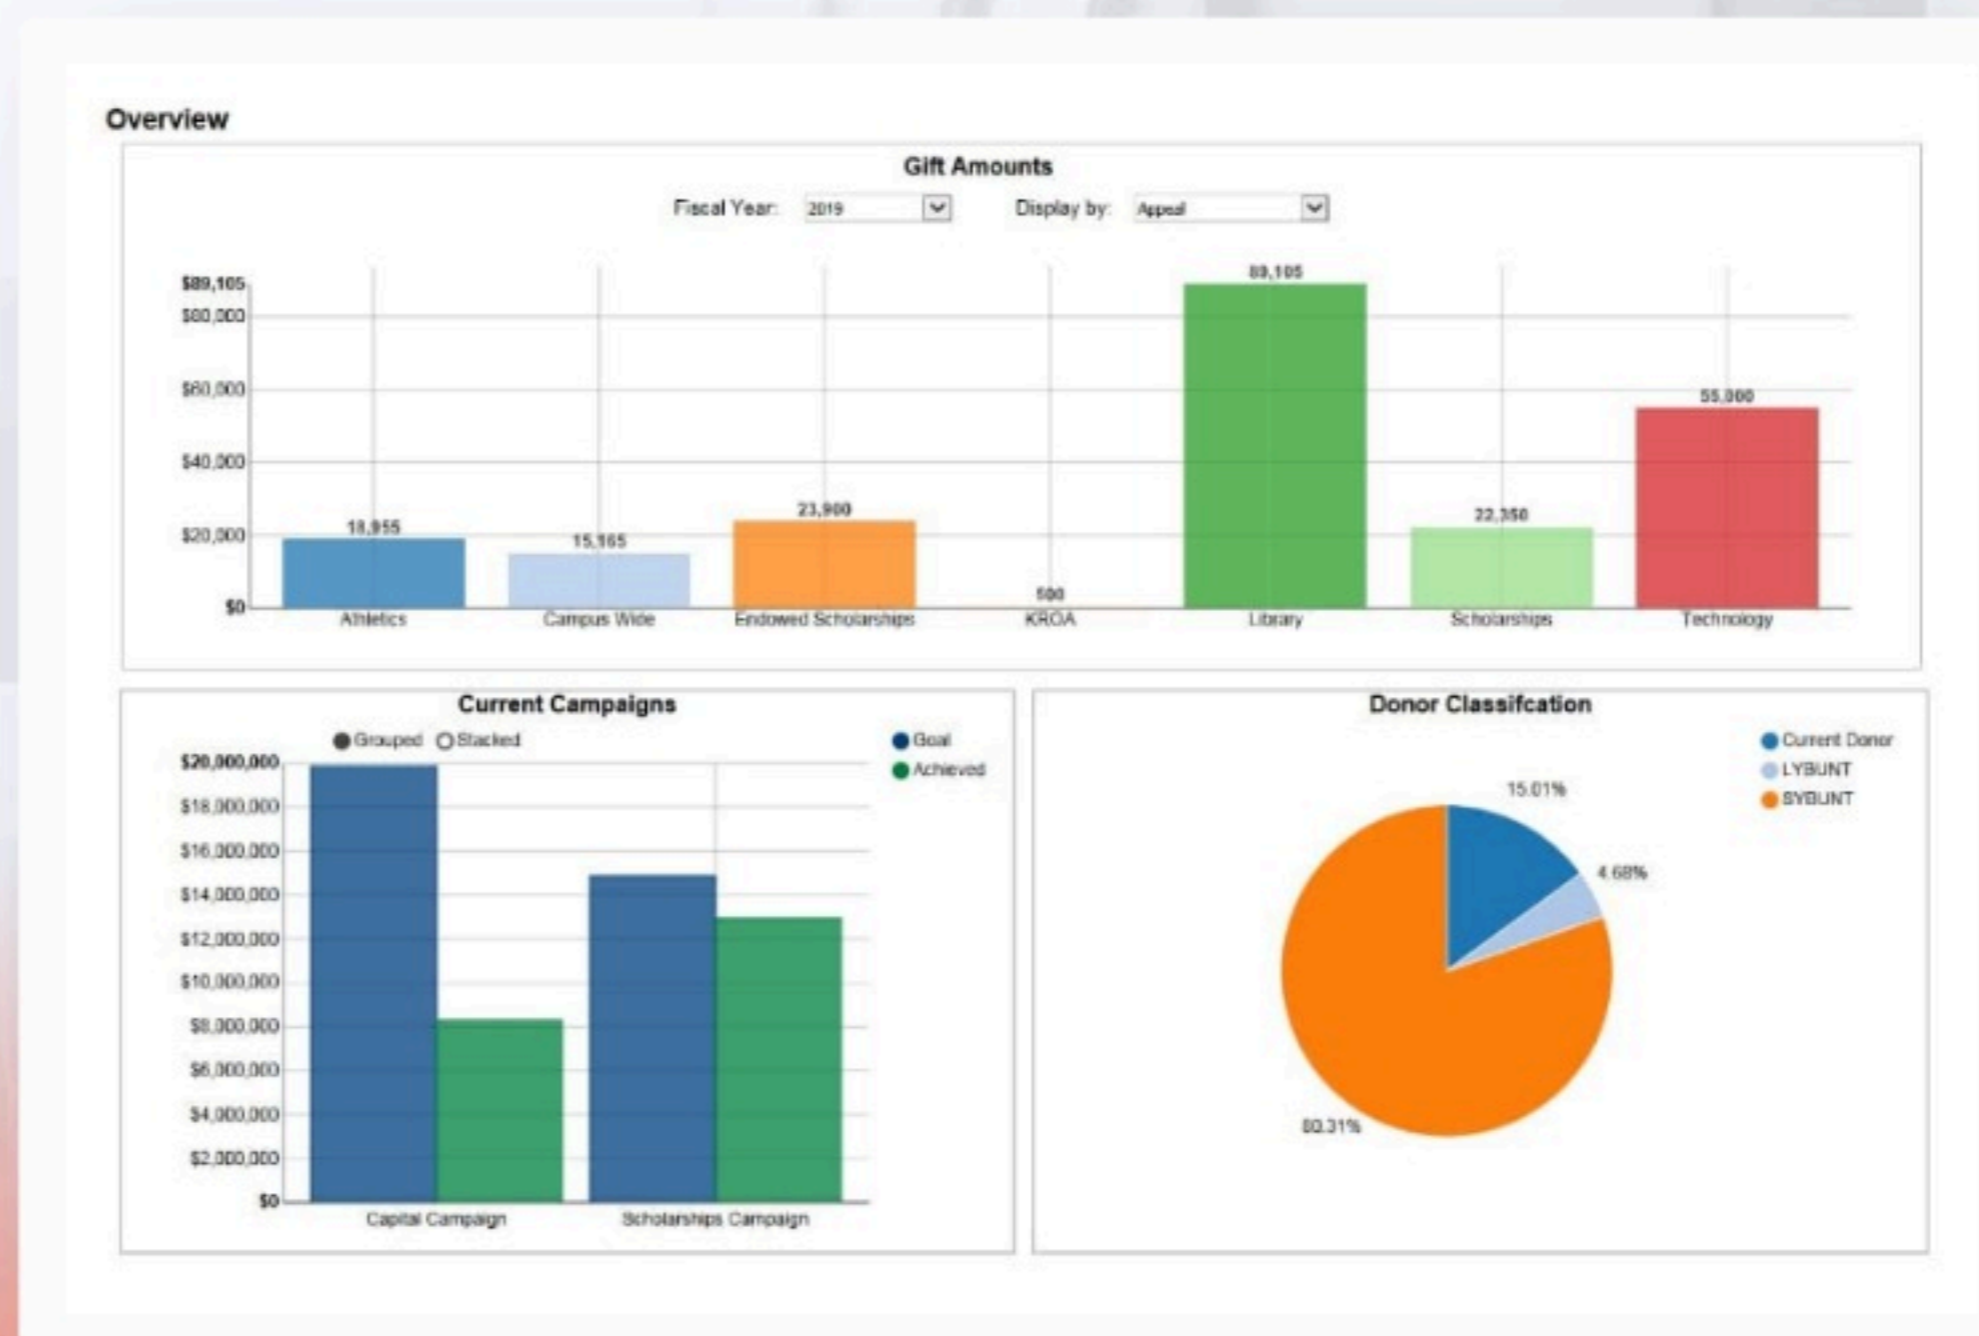 Overview
Gift Amounts
Fiscal Year: 2019 Display by: Appeal
$89,105
$80,000
$60,000
$40,000
$20,000
$0
18,955
15,165
23,900
500
89,105
22,350
55,000
Athletics Campus Wide Endowed Scholarships KROA Library Scholarships Technology
Current Campaigns
Grouped Stacked
Goal
Achieved
$20,000,000
$18,000,000
$16,000,000
$14,000,000
$12,000,000
$10,000,000
$8,000,000
$6,000,000
$4,000,000
$2,000,000
$0
Capital Campaign Scholarships Campaign
Donor Classifcation
Current Donor
LYBUNT
SYBUNT
15.01%
4.68%
80.31%